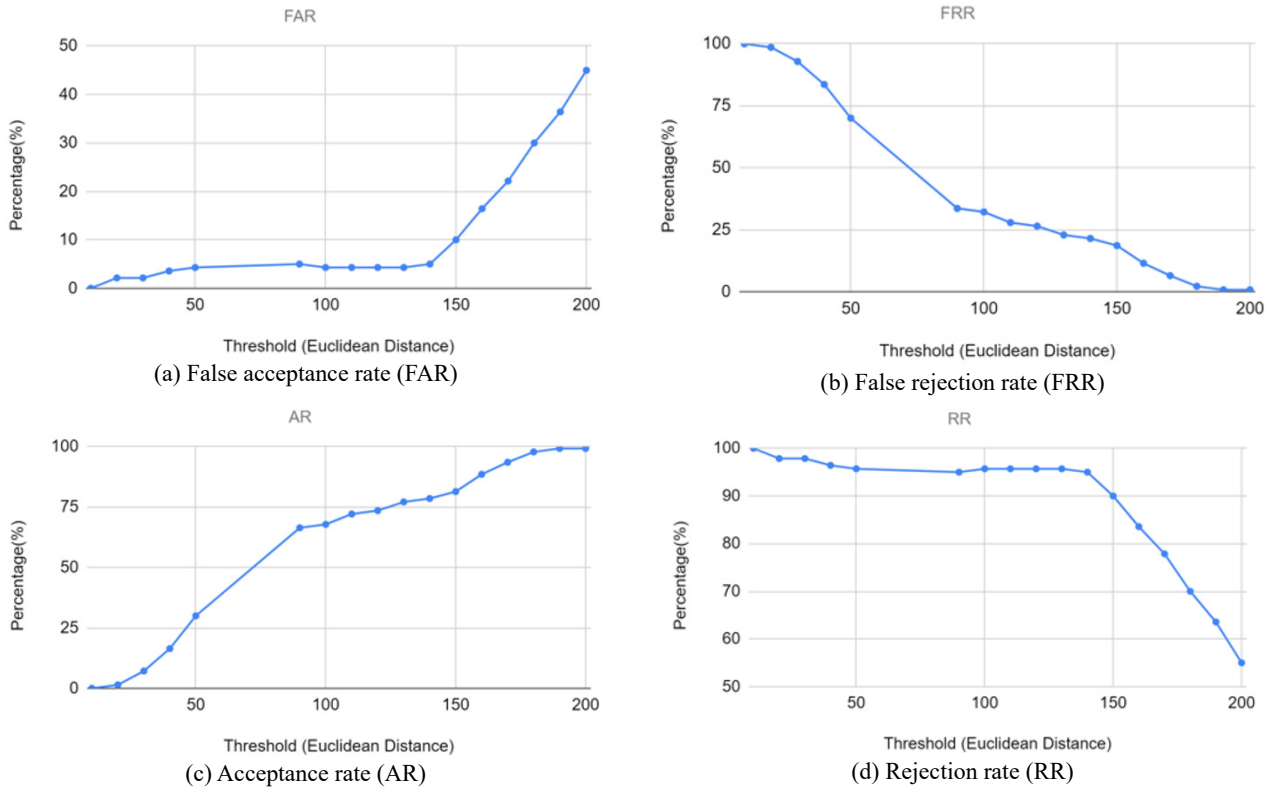 FAR
50
40
30
20
10
0
50
100
150
200
Percentage(%)
Threshold (Euclidean Distance)
(a) False acceptance rate (FAR)
FRR
100
75
50
25
0
50
100
150
200
Percentage(%)
Threshold (Euclidean Distance)
(b) False rejection rate (FRR)
AR
100
75
50
25
0
50
100
150
200
Percentage(%)
Threshold (Euclidean Distance)
(c) Acceptance rate (AR)
RR
100
90
80
70
60
50
50
100
150
200
Percentage(%)
Threshold (Euclidean Distance)
(d) Rejection rate (RR)